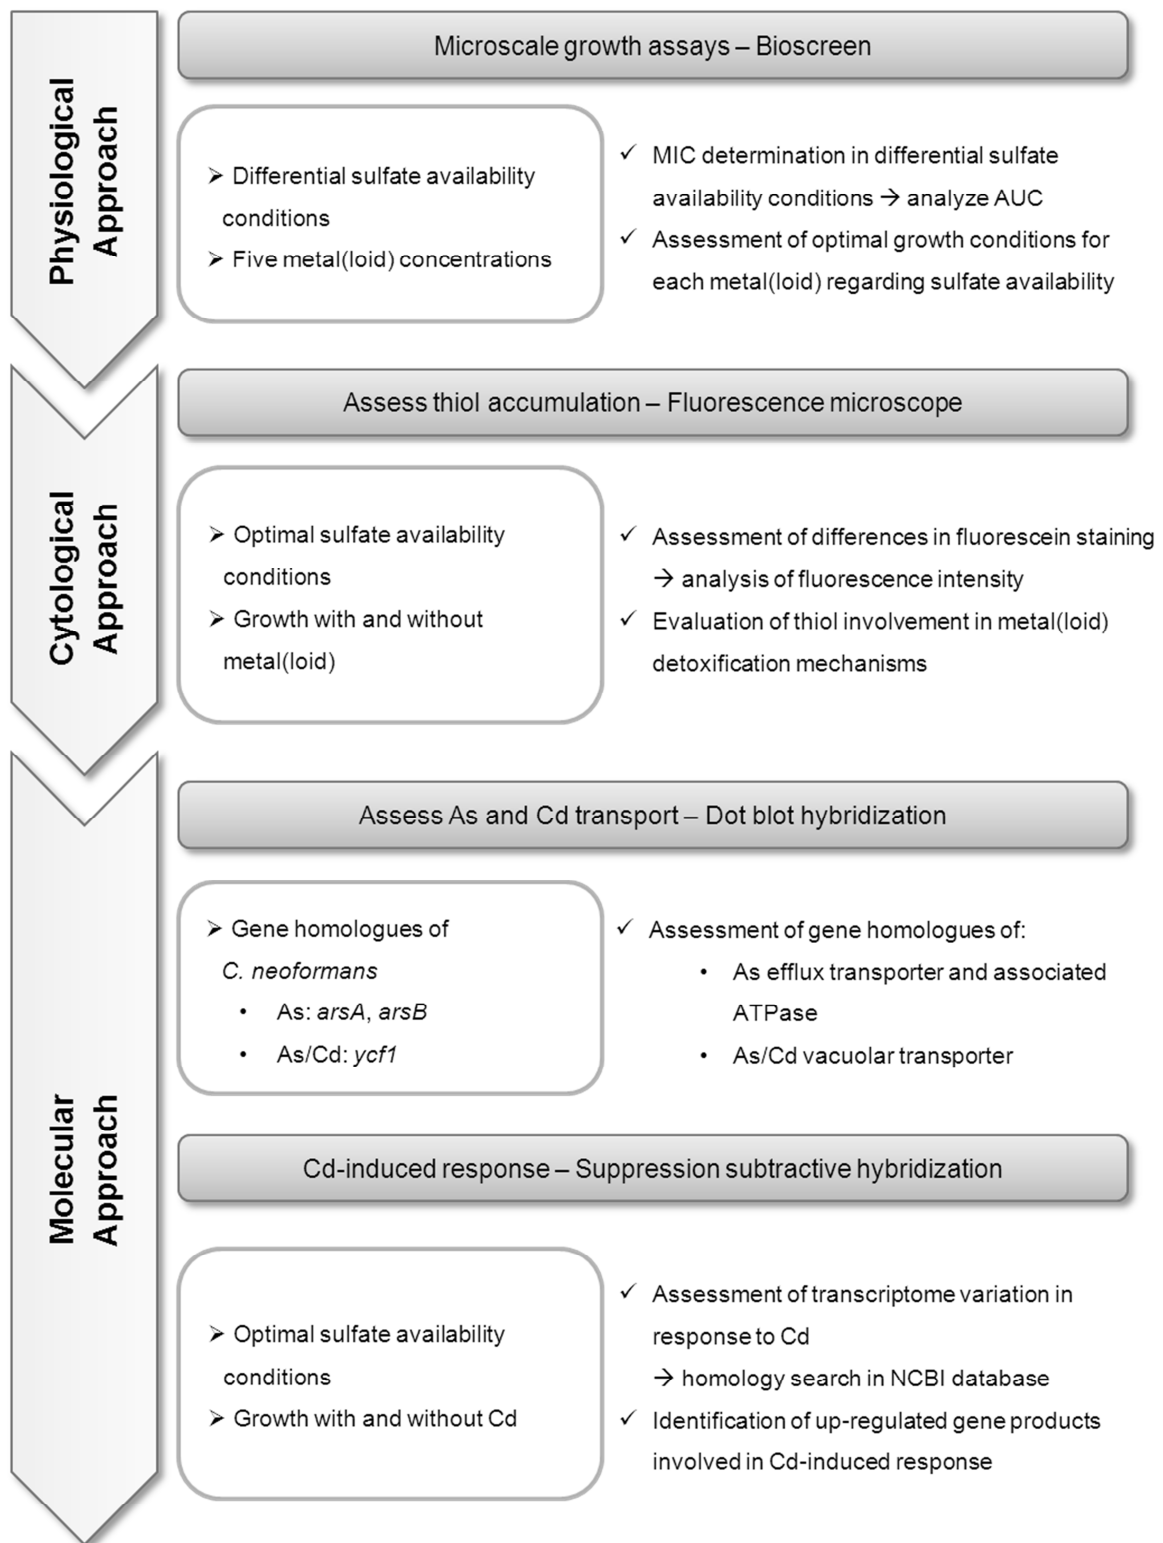 Physiological
Approach
Microscale growth assays – Bioscreen
➢ Differential sulfate availability
conditions
➢ Five metal(loid) concentrations
✓ MIC determination in differential sulfate
availability conditions → analyze AUC
✓ Assessment of optimal growth conditions for
each metal(loid) regarding sulfate availability
Cytological
Approach
Assess thiol accumulation – Fluorescence microscope
➢ Optimal sulfate availability
conditions
➢ Growth with and without
metal(loid)
✓ Assessment of differences in fluorescein staining
→ analysis of fluorescence intensity
✓ Evaluation of thiol involvement in metal(loid)
detoxification mechanisms
Molecular
Approach
Assess As and Cd transport – Dot blot hybridization
➢ Gene homologues of
C. neoformans
• As: arsA, arsB
• As/Cd: ycf1
✓ Assessment of gene homologues of:
• As efflux transporter and associated
ATPase
• As/Cd vacuolar transporter
Cd-induced response – Suppression subtractive hybridization
➢ Optimal sulfate availability
conditions
➢ Growth with and without Cd
✓ Assessment of transcriptome variation in
response to Cd
→ homology search in NCBI database
✓ Identification of up-regulated gene products
involved in Cd-induced response